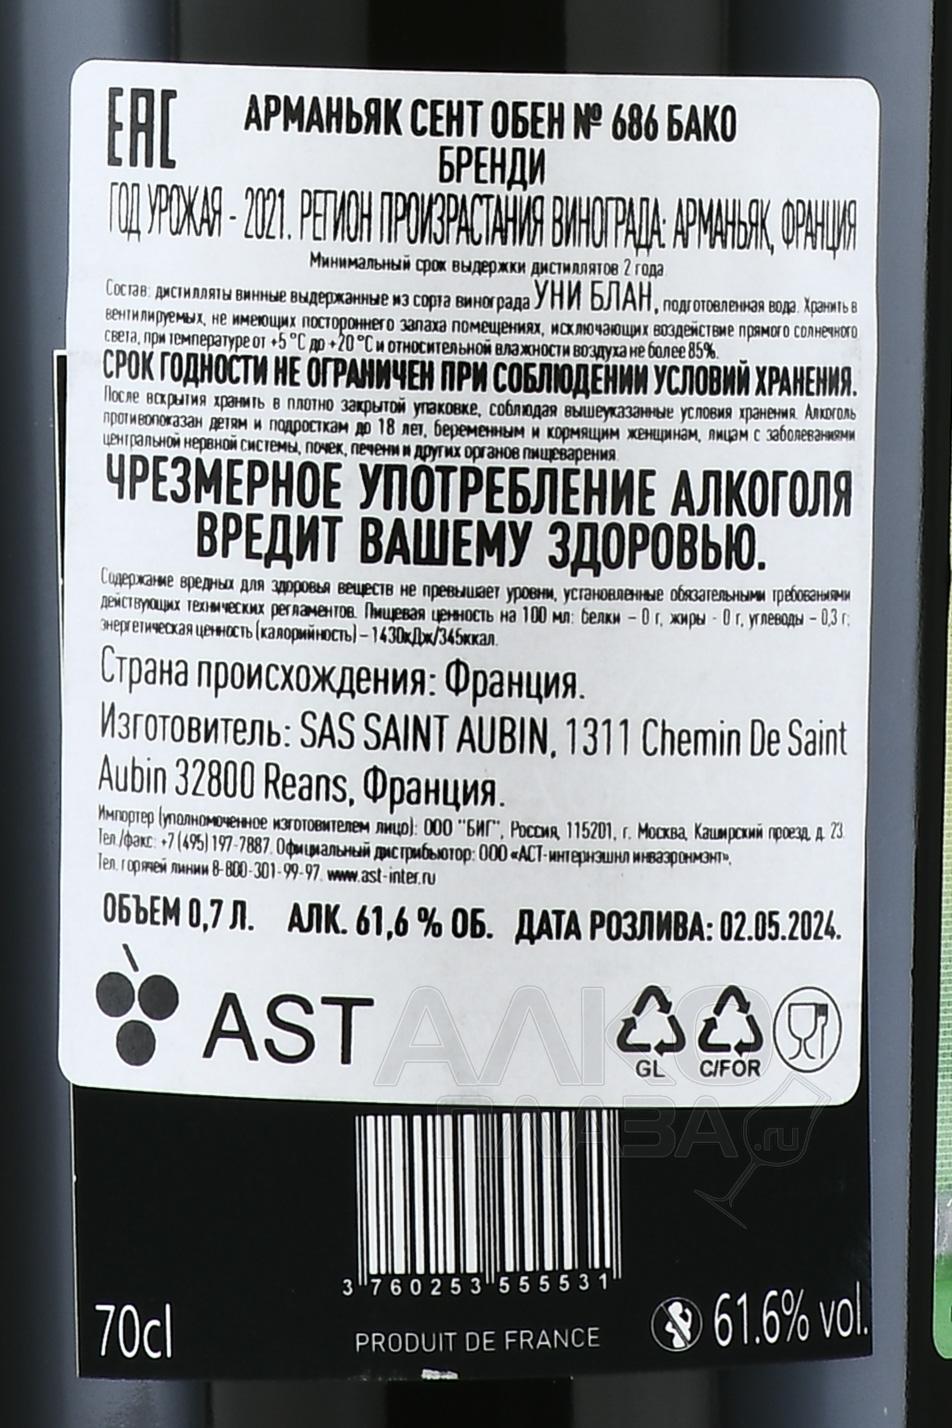 EAC
АРМАНЬЯК СЕНТ ОБЕН № 686 БАКО
БРЕНДИ
ГОД УРОЖАЯ - 2021. РЕГИОН ПРОИЗРАСТАНИЯ ВИНОГРАДА: АРМАНЬЯК, ФРАНЦИЯ
Минимальный срок выдержки дистиллятов 2 года
Состав: дистилляты винные выдержанные из сорта винограда УНИ БЛАН, подготовленная вода. Хранить в
вентилируемых, не имеющих постороннего запаха помещениях, исключающих воздействие прямого солнечного
света, при температуре от +5 °С до +20 °С и относительной влажности воздуха не более 85%.
СРОК ГОДНОСТИ НЕ ОГРАНИЧЕН ПРИ СОБЛЮДЕНИИ УСЛОВИЙ ХРАНЕНИЯ.
После вскрытия хранить в плотно закрытой упаковке, соблюдая вышеуказанные условия хранения. Алкоголь
противопоказан детям и подросткам до 18 лет, беременным и кормящим женщинам, лицам с заболеваниями
центральной нервной системы, почек, печени и других органов пищеварения
ЧРЕЗМЕРНОЕ УПОТРЕБЛЕНИЕ АЛКОГОЛЯ
ВРЕДИТ ВАШЕМУ ЗДОРОВЬЮ.
Содержание вредных для здоровья веществ не превышает уровни, установленные обязательными требованиями
действующих технических регламентов. Пищевая ценность на 100 мл: белки – 0 г, жиры - 0 г, углеводы – 0,3 г;
энергетическая ценность (калорийность) – 1430кДж/345ккал.
Страна происхождения: Франция.
Изготовитель: SAS SAINT AUBIN, 1311 Chemin De Saint
Aubin 32800 Reans, Франция.
Импортер (уполномоченное изготовителем лицо): ООО "БИГ", Россия, 115201, г. Москва, Каширский проезд, д. 23
Тел./факс: +7 (495) 197-7887. Официальный дистрибьютор: ООО «АСТ-интернэшнл инваэронмэнт»,
Тел. горячей линии 8-800-301-99-97. www.ast-inter.ru
ОБЪЕМ 0,7 Л. АЛК. 61,6 % ОБ. ДАТА РОЗЛИВА: 02.05.2024.
AST
GL C/FOR
АЛКО
ПЛАЗА.ru
3 760253 555531
70cl PRODUIT DE FRANCE 61.6% vol.